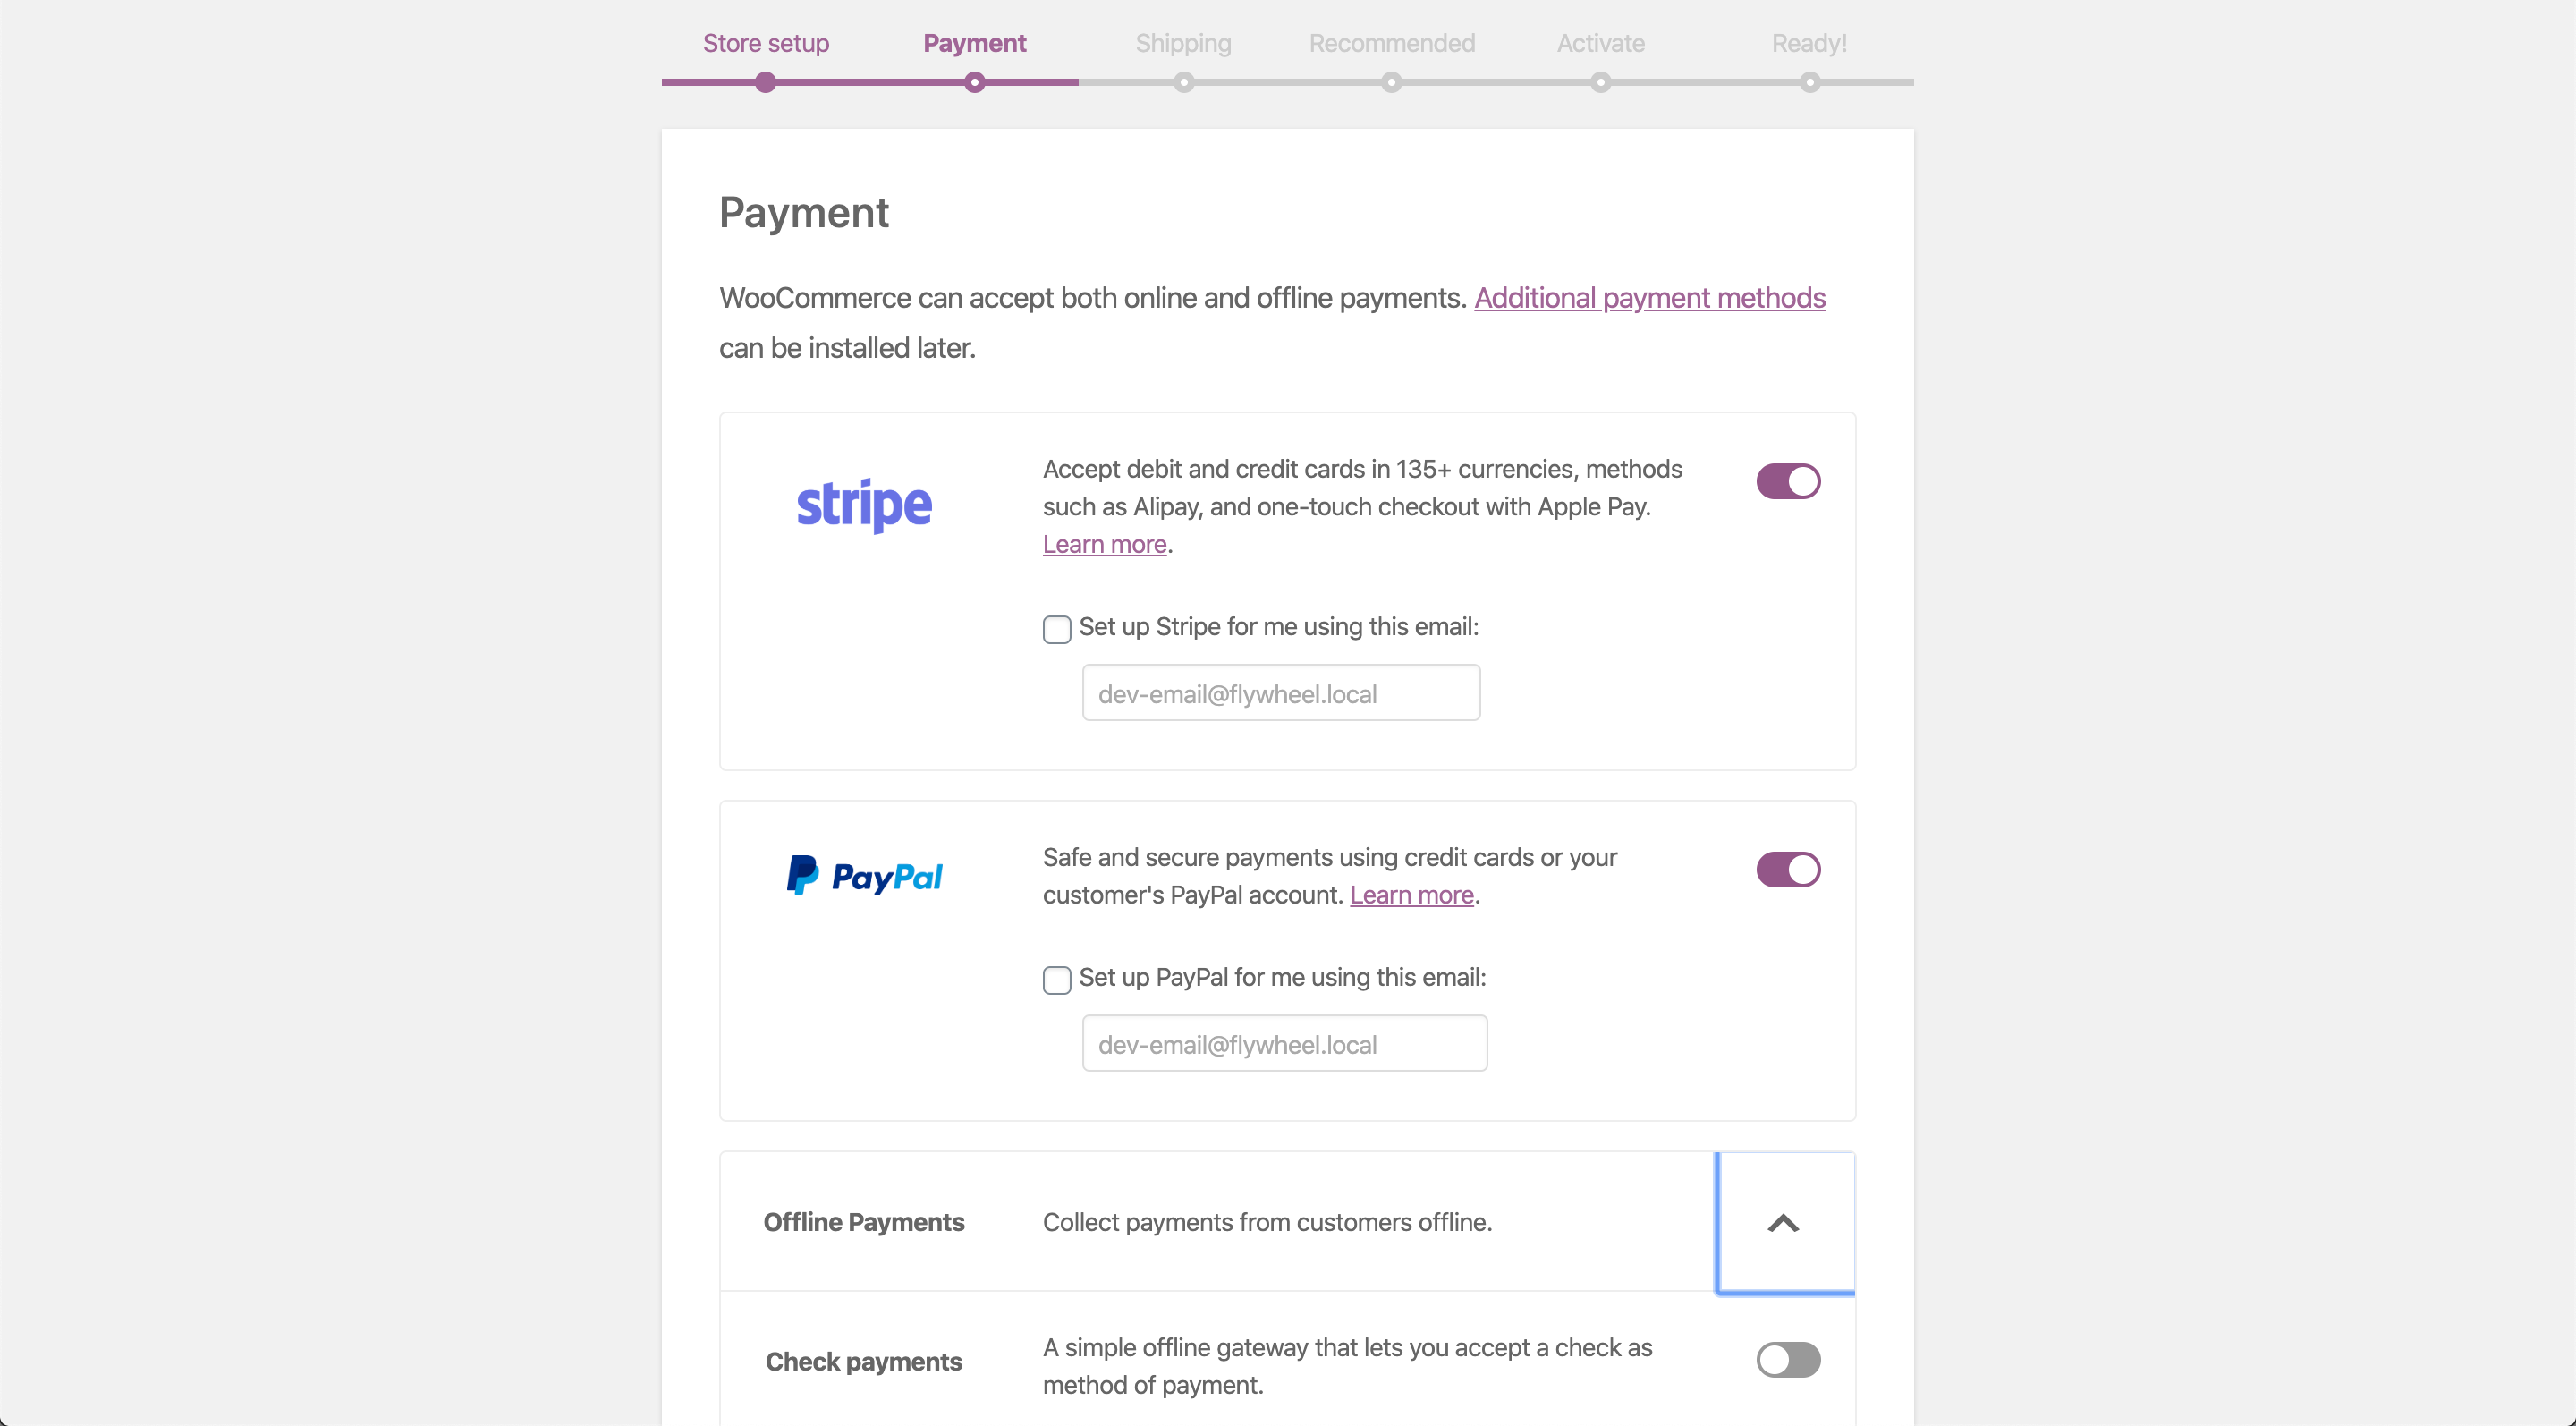 Store setup
Payment
Shipping
Recommended
Activate
Ready!
Payment
WooCommerce can accept both online and offline payments. Additional payment methods
can be installed later.
stripe
Accept debit and credit cards in 135+ currencies, methods
such as Alipay, and one-touch checkout with Apple Pay.
Learn more.
Set up Stripe for me using this email:
dev-email@flywheel.local
PayPal
Safe and secure payments using credit cards or your
customer's PayPal account. Learn more.
Set up PayPal for me using this email:
dev-email@flywheel.local
Offline Payments
Collect payments from customers offline.
Check payments
A simple offline gateway that lets you accept a check as
method of payment.